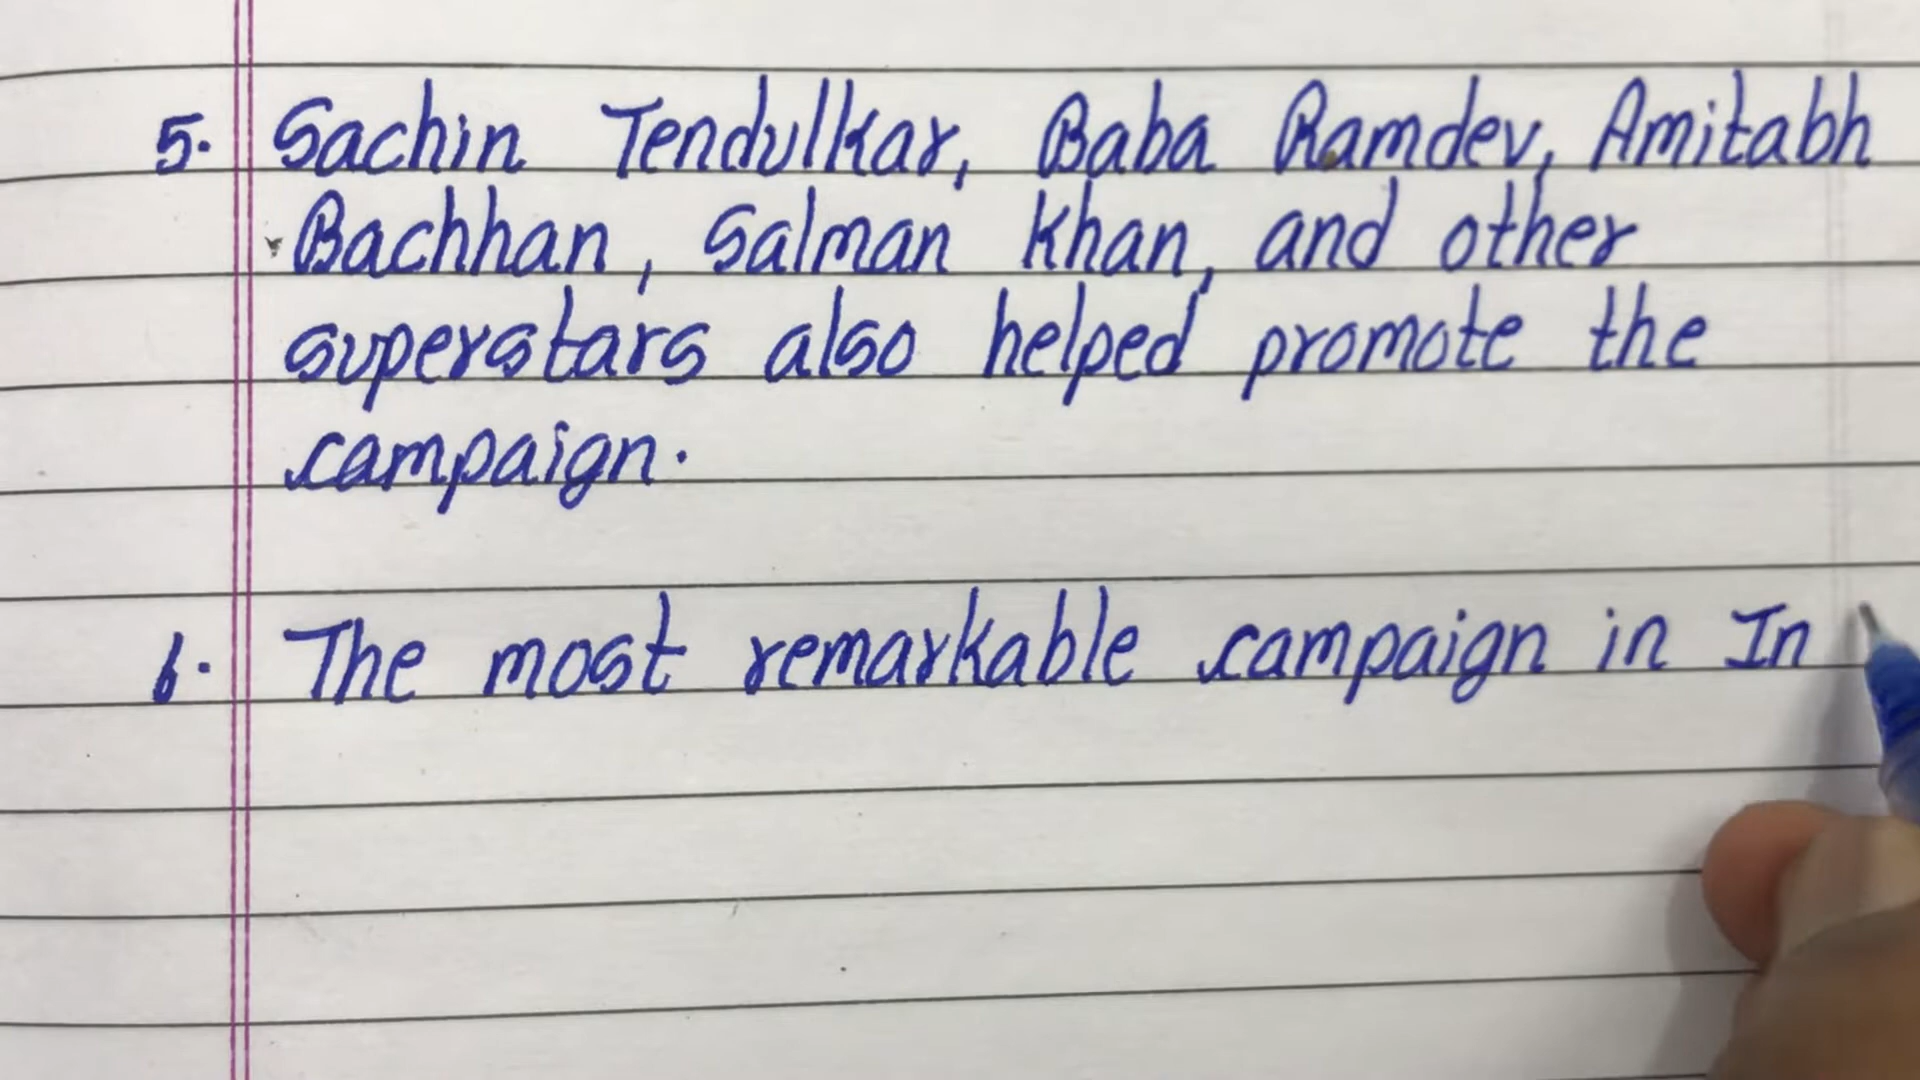 5. Sachin Tendulkar, Baba Ramdev, Amitabh
Bachhan, Salman Khan, and other
superstars also helped promote the
campaign.
6. The most remarkable campaign in In